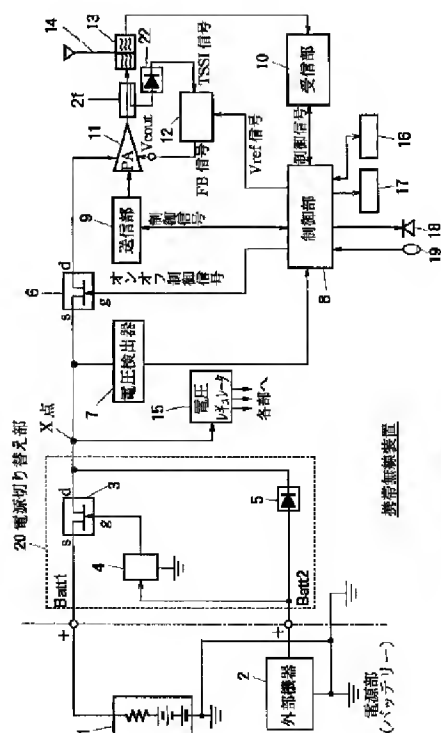 20 電源切り替え部
Batt1
Batt2
+
+
1
2
外部機器
電源部
(バッテリー)
3
s
d
g
4
5
X点
6
s
d
g
オンオフ制御信号
7
電圧検出器
15
電圧
レギュレータ
各部へ
8
制御部
9
送信部
制御信号
11
PA
Vcont
12
FB信号
TSSI信号
Vref信号
21
22
13
14
10
受信部
制御信号
16
17
18
19
携帯無線装置